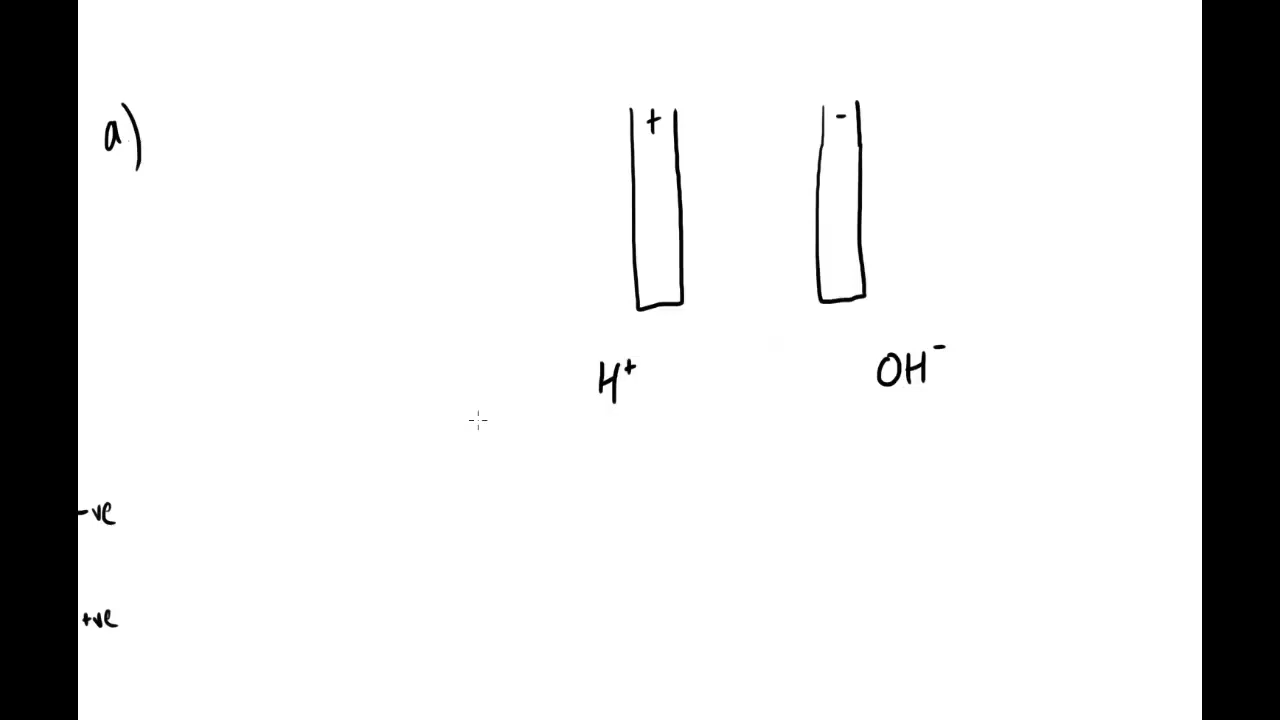 a)
+ -
H⁺ OH⁻
-ve
+ve